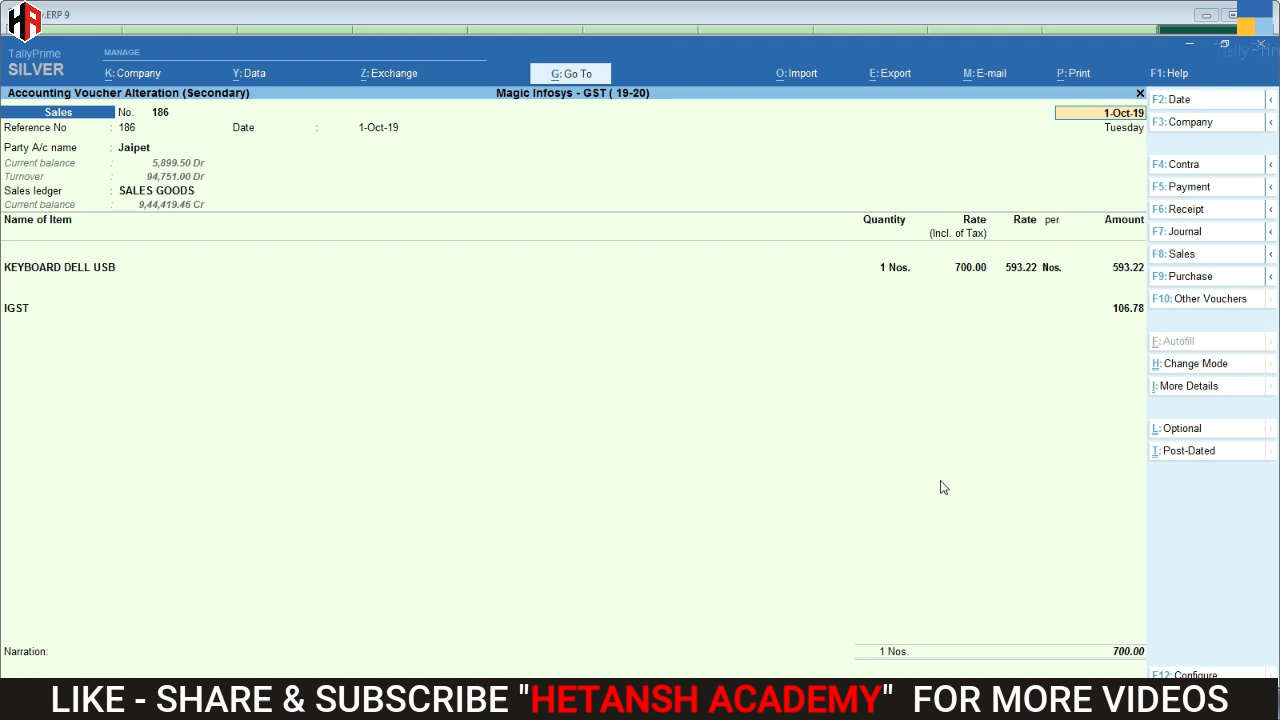 HA .ERP 9
TallyPrime
MANAGE
SILVER
K: Company Y: Data Z: Exchange G: Go To O: Import E: Export M: E-mail P: Print F1: Help
Accounting Voucher Alteration (Secondary) Magic Infosys - GST ( 19-20)
Sales No. 186 1-Oct-19
Reference No : 186 Date : 1-Oct-19 Tuesday
Party A/c name : Jaipet
Current balance : 5,899.50 Dr
Turnover : 94,751.00 Dr
Sales ledger : SALES GOODS
Current balance : 9,44,419.46 Cr
Name of Item Quantity Rate Rate per Amount
(Incl. of Tax)
KEYBOARD DELL USB 1 Nos. 700.00 593.22 Nos. 593.22
IGST 106.78
Narration: 1 Nos. 700.00
F2: Date
F3: Company
F4: Contra
F5: Payment
F6: Receipt
F7: Journal
F8: Sales
F9: Purchase
F10: Other Vouchers
F: Autofill
H: Change Mode
I: More Details
L: Optional
T: Post-Dated
F12: Configure
LIKE - SHARE & SUBSCRIBE "HETANSH ACADEMY" FOR MORE VIDEOS